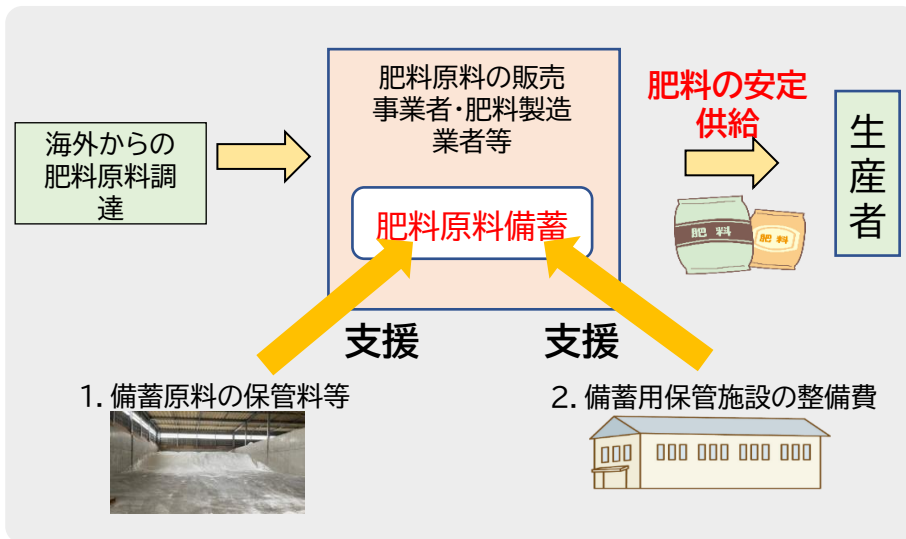 海外からの
肥料原料調
達
肥料原料の販売
事業者・肥料製造
業者等
肥料原料備蓄
肥料の安定
供給
肥料
肥料
生産者
支援
支援
1. 備蓄原料の保管料等
2. 備蓄用保管施設の整備費